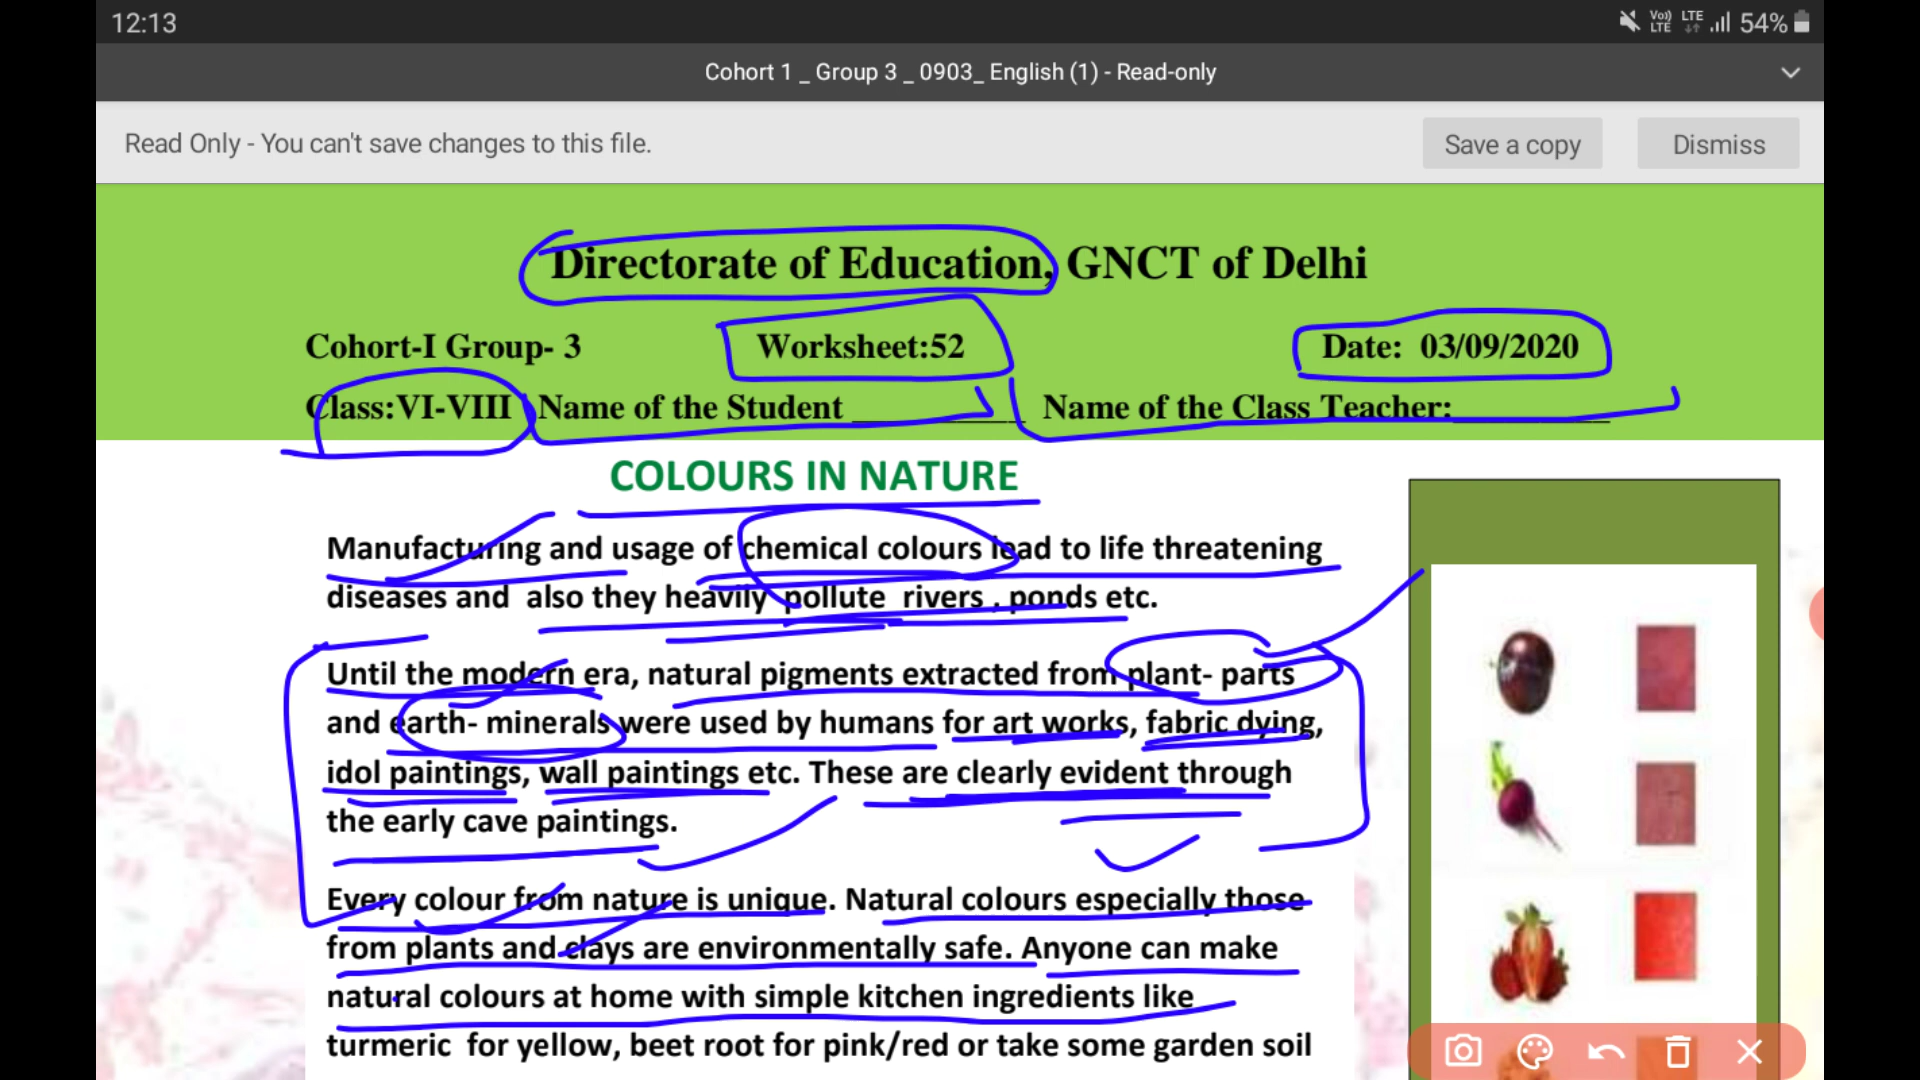 12:13
Vo)) LTE LTE 54%
Cohort 1 _ Group 3 _ 0903_ English (1) - Read-only
Read Only - You can't save changes to this file.
Save a copy
Dismiss
Directorate of Education, GNCT of Delhi
Cohort-I Group- 3 Worksheet:52 Date: 03/09/2020
Class:VI-VIII Name of the Student __________ Name of the Class Teacher:_________
COLOURS IN NATURE
Manufacturing and usage of chemical colours lead to life threatening
diseases and also they heavily pollute rivers , ponds etc.
Until the modern era, natural pigments extracted from plant- parts
and earth- minerals were used by humans for art works, fabric dying,
idol paintings, wall paintings etc. These are clearly evident through
the early cave paintings.
Every colour from nature is unique. Natural colours especially those
from plants and clays are environmentally safe. Anyone can make
natural colours at home with simple kitchen ingredients like
turmeric for yellow, beet root for pink/red or take some garden soil